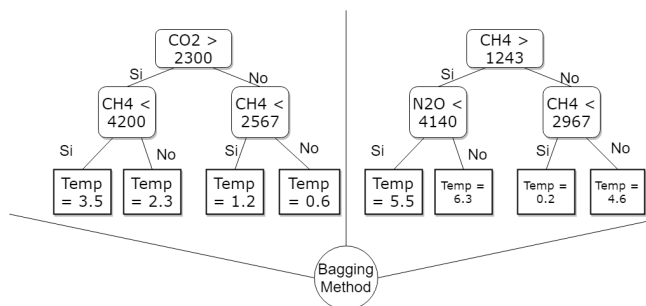 CO2 >
2300
Si
No
CH4 <
4200
CH4 <
2567
Si
No
Si
No
Temp
= 3.5
Temp
= 2.3
Temp
= 1.2
Temp
= 0.6
CH4 >
1243
Si
No
N2O <
4140
CH4 <
2967
Si
No
Si
No
Temp
= 5.5
Temp =
6.3
Temp =
0.2
Temp =
4.6
Bagging
Method